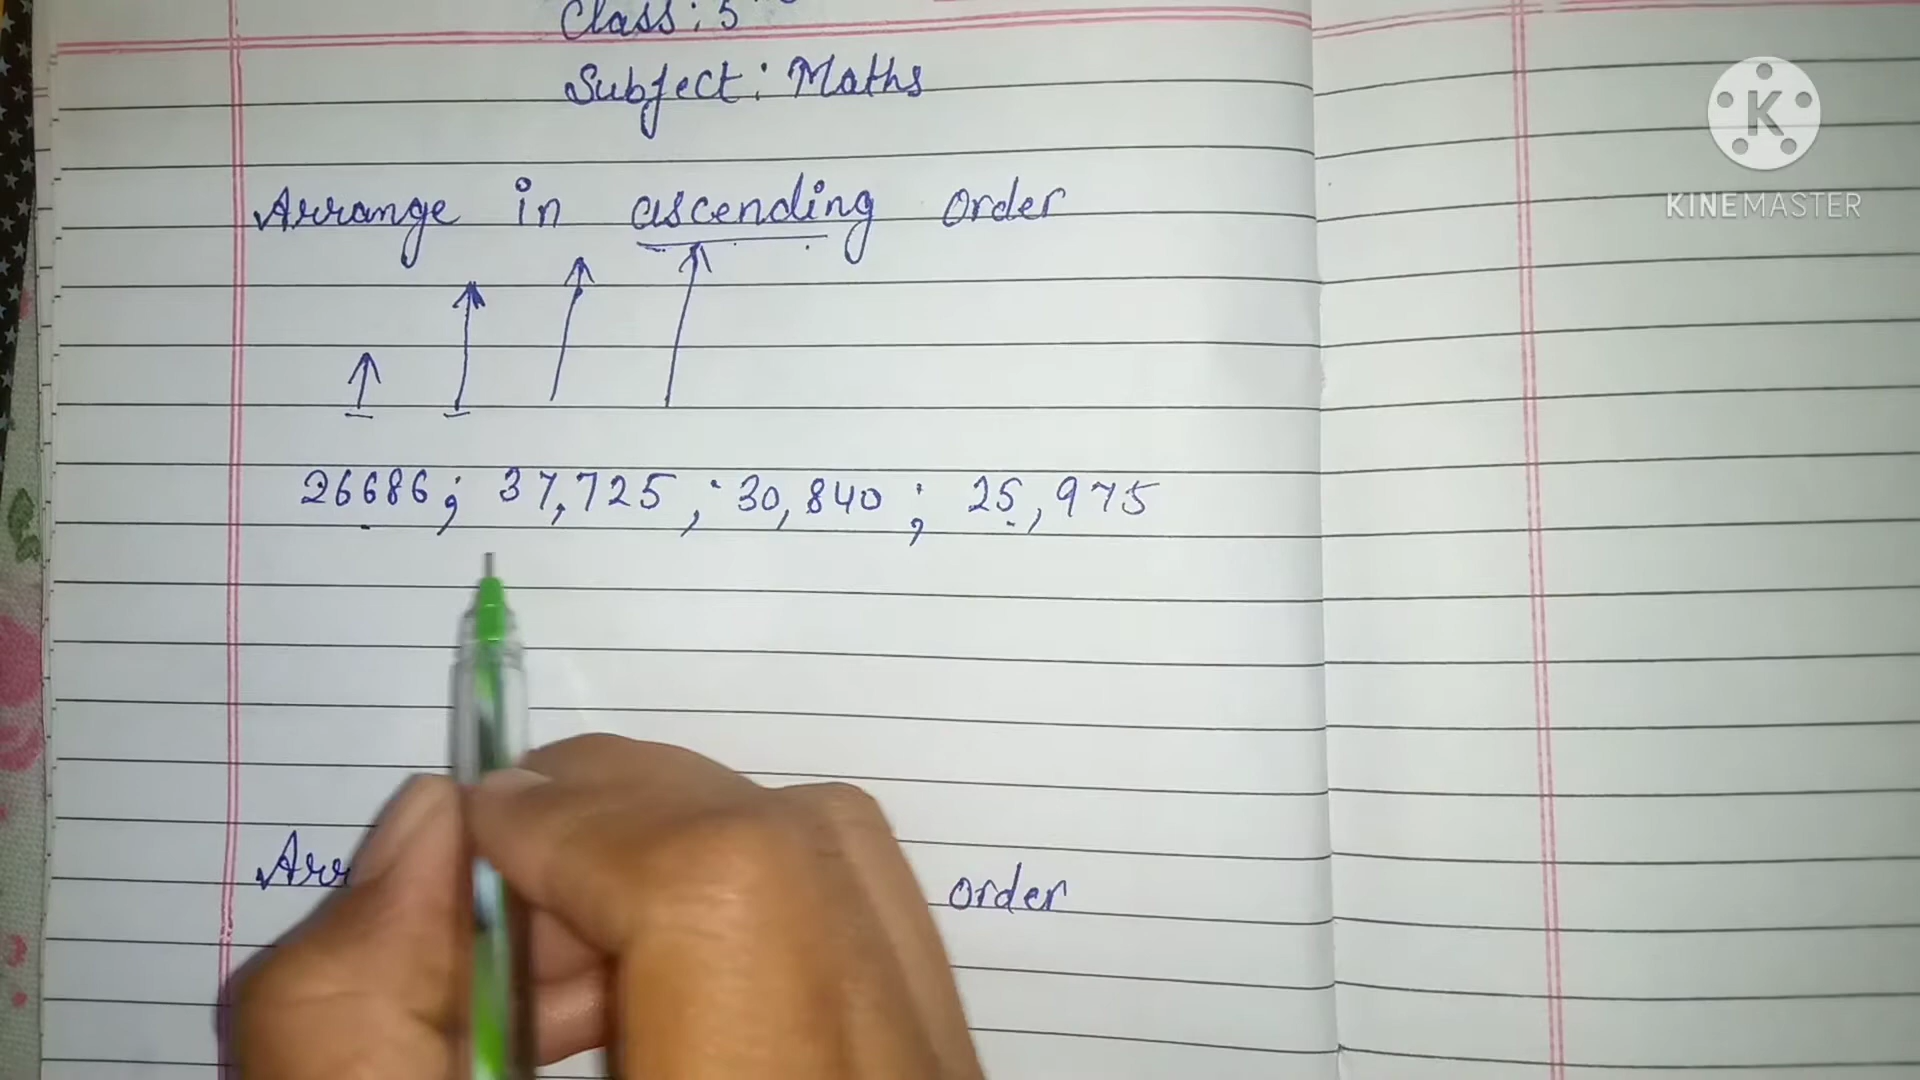 Class: 5
Subject: Maths
K
KINEMASTER
Arrange in ascending order
26686; 37,725; 30,840; 25,975
order